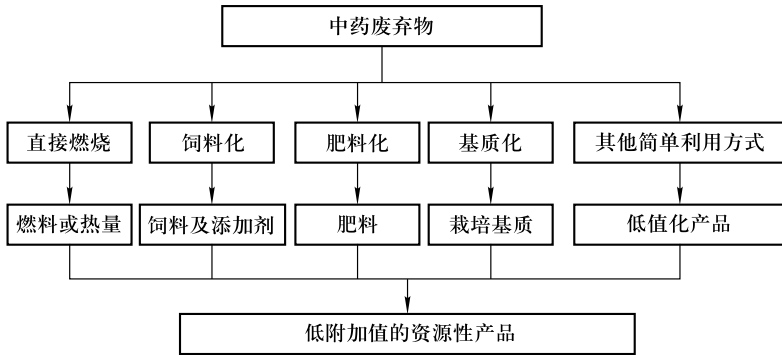 中药废弃物
直接燃烧 饲料化 肥料化 基质化 其他简单利用方式
燃料或热量 饲料及添加剂 肥料 栽培基质 低值化产品
低附加值的资源性产品